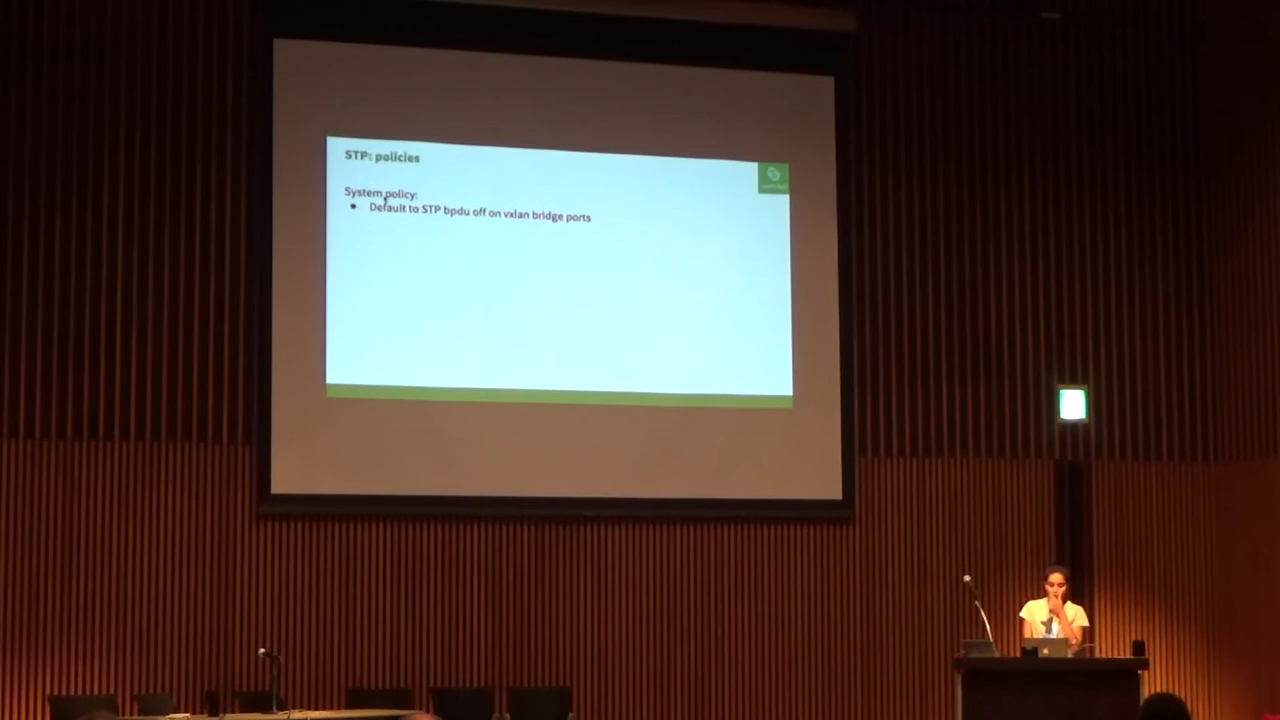 STP: policies
System policy:
● Default to STP bpdu off on vxlan bridge ports